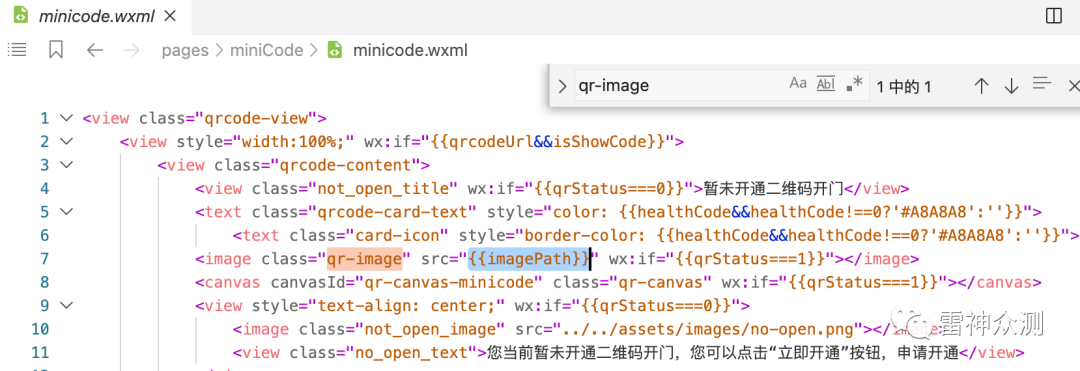 minicode.wxml
pages > miniCode > minicode.wxml
qr-image Aa Abl .* 1 中的 1
1 <view class="qrcode-view">
2 <view style="width:100%;" wx:if="{{qrcodeUrl&&isShowCode}}">
3 <view class="qrcode-content">
4 <view class="not_open_title" wx:if="{{qrStatus===0}}">暂未开通二维码开门</view>
5 <text class="qrcode-card-text" style="color: {{healthCode&&healthCode!==0?'#A8A8A8':''}}">
6 <text class="card-icon" style="border-color: {{healthCode&&healthCode!==0?'#A8A8A8':''}}">
7 <image class="qr-image" src="{{imagePath}}" wx:if="{{qrStatus===1}}"></image>
8 <canvas canvasId="qr-canvas-minicode" class="qr-canvas" wx:if="{{qrStatus===1}}"></canvas>
9 <view style="text-align: center;" wx:if="{{qrStatus===0}}">
10 <image class="not_open_image" src="../../assets/images/no-open.png"></image>
雷神众测
11 <view class="no_open_text">您当前暂未开通二维码开门，您可以点击“立即开通”按钮，申请开通</view>
12